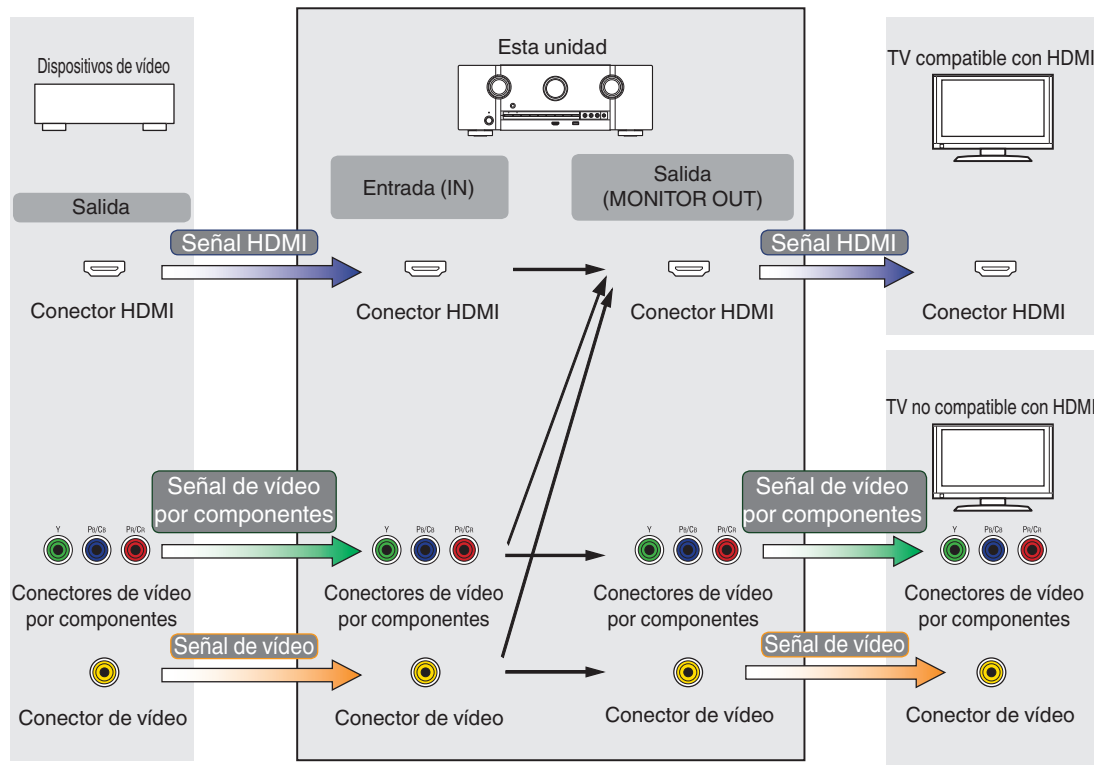 Dispositivos de vídeo
Esta unidad
TV compatible con HDMI
Salida
Entrada (IN)
Salida
(MONITOR OUT)
Señal HDMI
Señal HDMI
Conector HDMI
Conector HDMI
Conector HDMI
Conector HDMI
TV no compatible con HDMI
Señal de vídeo
por componentes
Señal de vídeo
por componentes
Y PB/CB PR/CR
Y PB/CB PR/CR
Y PB/CB PR/CR
Y PB/CB PR/CR
Conectores de vídeo
por componentes
Conectores de vídeo
por componentes
Conectores de vídeo
por componentes
Conectores de vídeo
por componentes
Señal de vídeo
Señal de vídeo
Conector de vídeo
Conector de vídeo
Conector de vídeo
Conector de vídeo